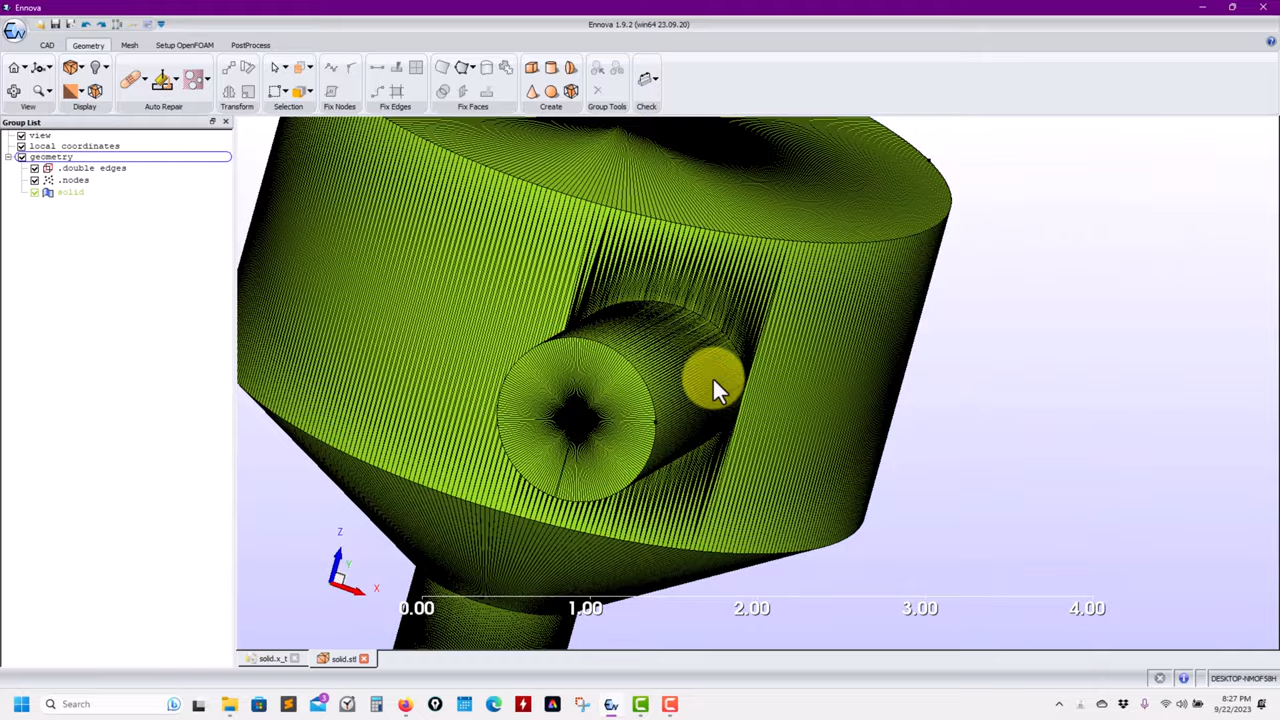 Ennova
Ennova 1.9.2 (win64 23.09.20)
CAD Geometry Mesh Setup OpenFOAM PostProcess
View Display Auto Repair Transform Selection Fix Nodes Fix Edges Fix Faces Create Group Tools Check
Group List
view
local coordinates
geometry
.double edges
.nodes
solid
Z
Y
X
0.00 1.00 2.00 3.00 4.00
solid.x_t solid.stl
DESKTOP-NMOF58H
Search
3
8:27 PM
9/22/2023